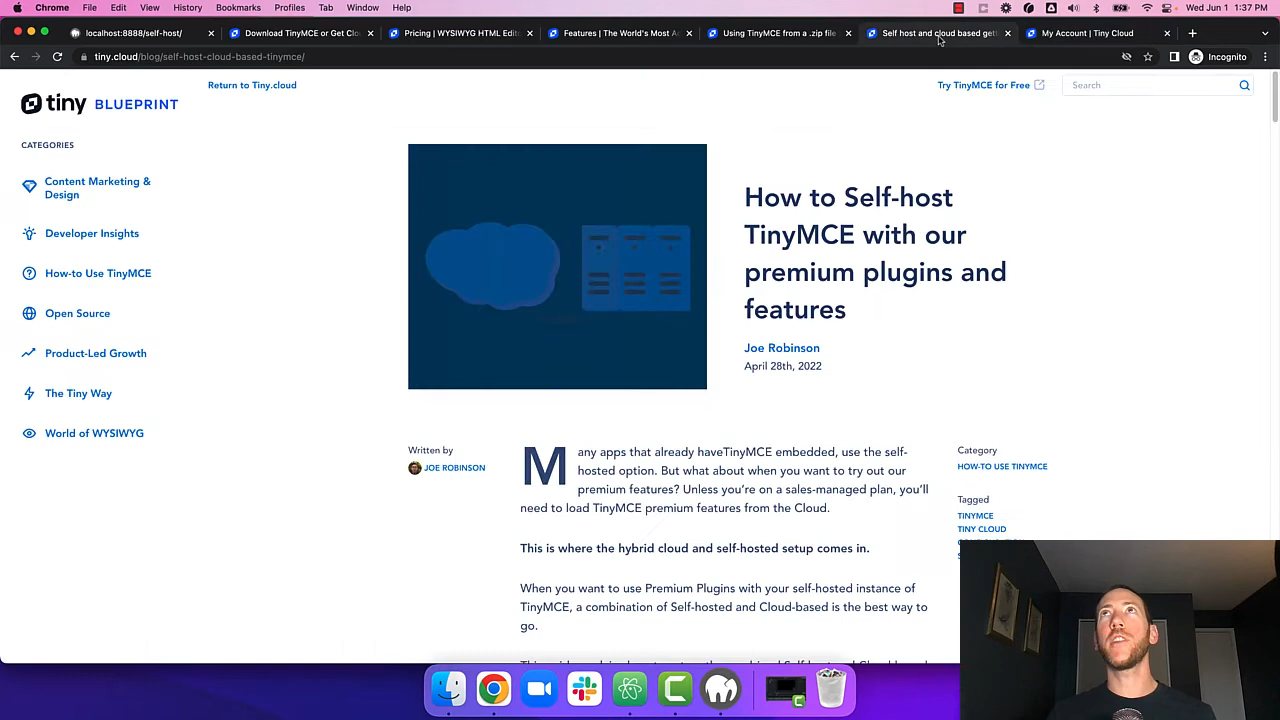 Chrome File Edit View History Bookmarks Profiles Tab Window Help Wed Jun 1 1:37 PM
localhost:8888/self-host/ Download TinyMCE or Get Clo Pricing | WYSIWYG HTML Edito Features | The World's Most A Using TinyMCE from a .zip file Self host and cloud based gett My Account | Tiny Cloud
tiny.cloud/blog/self-host-cloud-based-tinymce/ Incognito
tiny BLUEPRINT
Return to Tiny.cloud
Try TinyMCE for Free
Search
CATEGORIES
Content Marketing &
Design
Developer Insights
How-to Use TinyMCE
Open Source
Product-Led Growth
The Tiny Way
World of WYSIWYG
How to Self-host
TinyMCE with our
premium plugins and
features
Joe Robinson
April 28th, 2022
Written by
JOE ROBINSON
Many apps that already haveTinyMCE embedded, use the self-
hosted option. But what about when you want to try out our
premium features? Unless you're on a sales-managed plan, you'll
need to load TinyMCE premium features from the Cloud.
This is where the hybrid cloud and self-hosted setup comes in.
When you want to use Premium Plugins with your self-hosted instance of
TinyMCE, a combination of Self-hosted and Cloud-based is the best way to
go.
Category
HOW-TO USE TINYMCE
Tagged
TINYMCE
TINY CLOUD